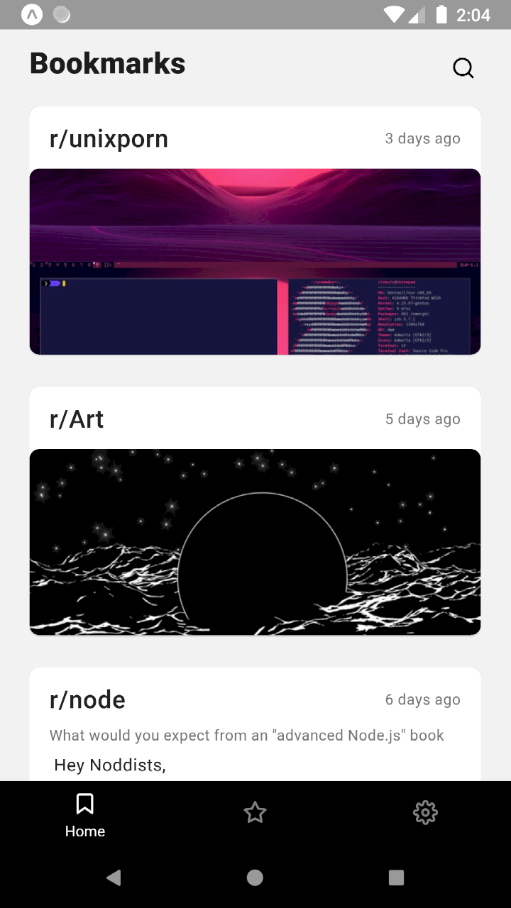 2:04
Bookmarks
r/unixporn
3 days ago
r/Art
5 days ago
r/node
6 days ago
What would you expect from an "advanced Node.js" book
Hey Noddists,
Home